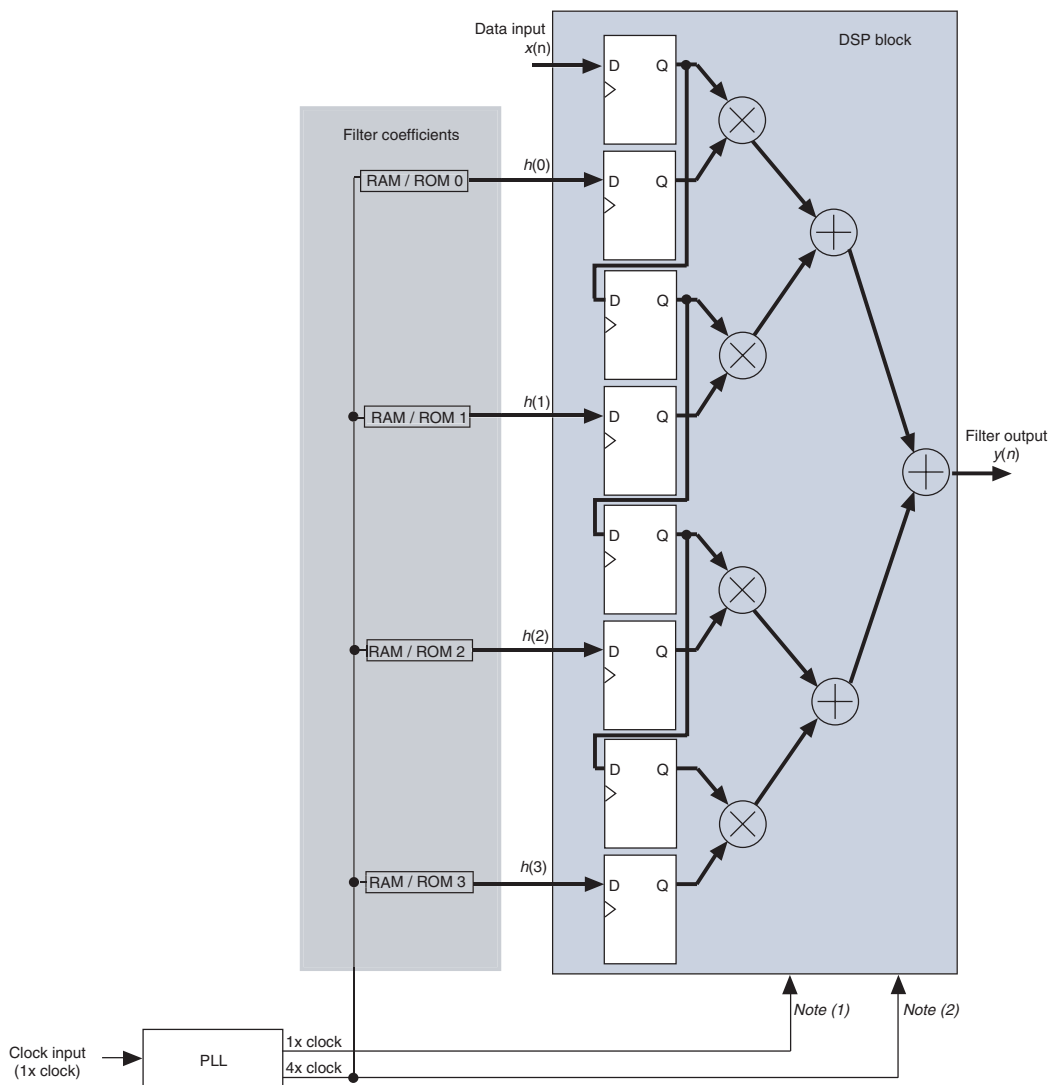 Data input
x(n)
DSP block
D Q
Filter coefficients
RAM / ROM 0
h(0)
D Q
D Q
RAM / ROM 1
h(1)
D Q
Filter output
y(n)
D Q
RAM / ROM 2
h(2)
D Q
D Q
RAM / ROM 3
h(3)
D Q
Note (1)
Note (2)
Clock input
(1x clock)
PLL
1x clock
4x clock